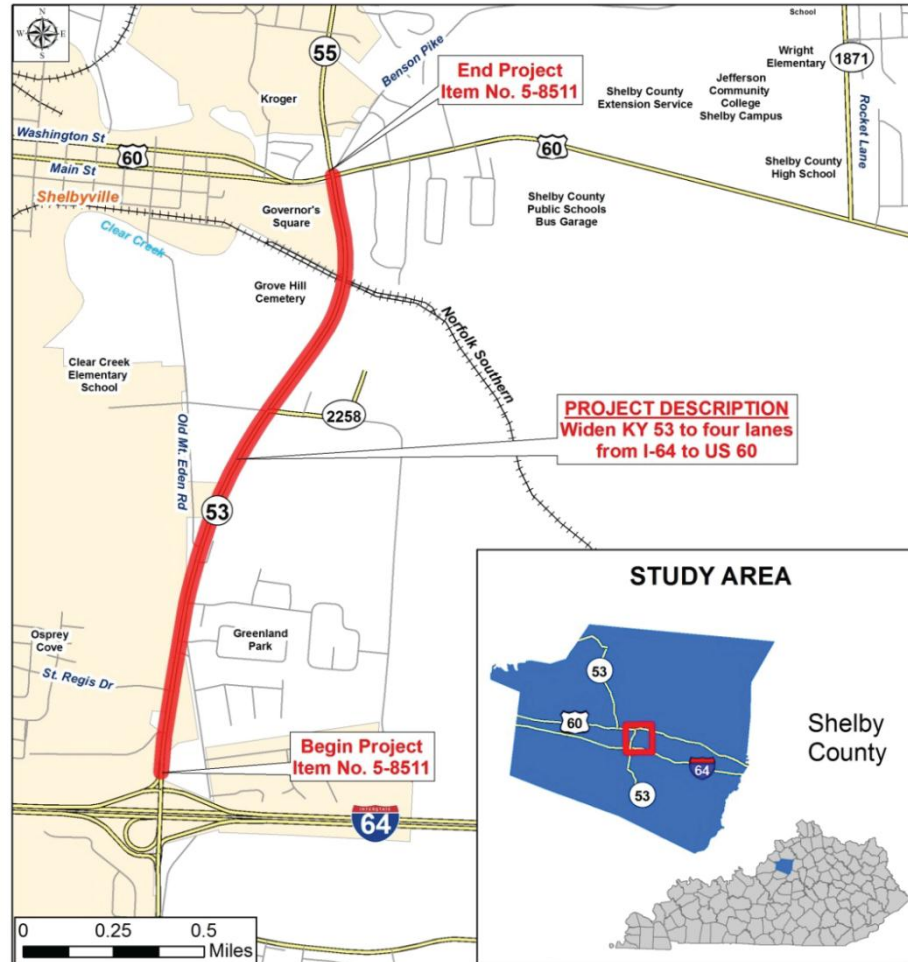 N
W
E
S
School
55
Benson Pike
End Project
Item No. 5-8511
Wright
Elementary
1871
Rocket Lane
Kroger
Shelby County
Extension Service
Jefferson
Community
College
Shelby Campus
Washington St
60
Main St
60
Shelby County
High School
Shelbyville
Governor's
Square
Shelby County
Public Schools
Bus Garage
Clear Creek
Grove Hill
Cemetery
Norfolk Southern
Clear Creek
Elementary
School
2258
PROJECT DESCRIPTION
Widen KY 53 to four lanes
from I-64 to US 60
Old Mt. Eden Rd
53
Osprey
Cove
Greenland
Park
St. Regis Dr
Begin Project
Item No. 5-8511
INTERSTATE
64
0 0.25 0.5
Miles
STUDY AREA
53
60
Shelby
County
64
53